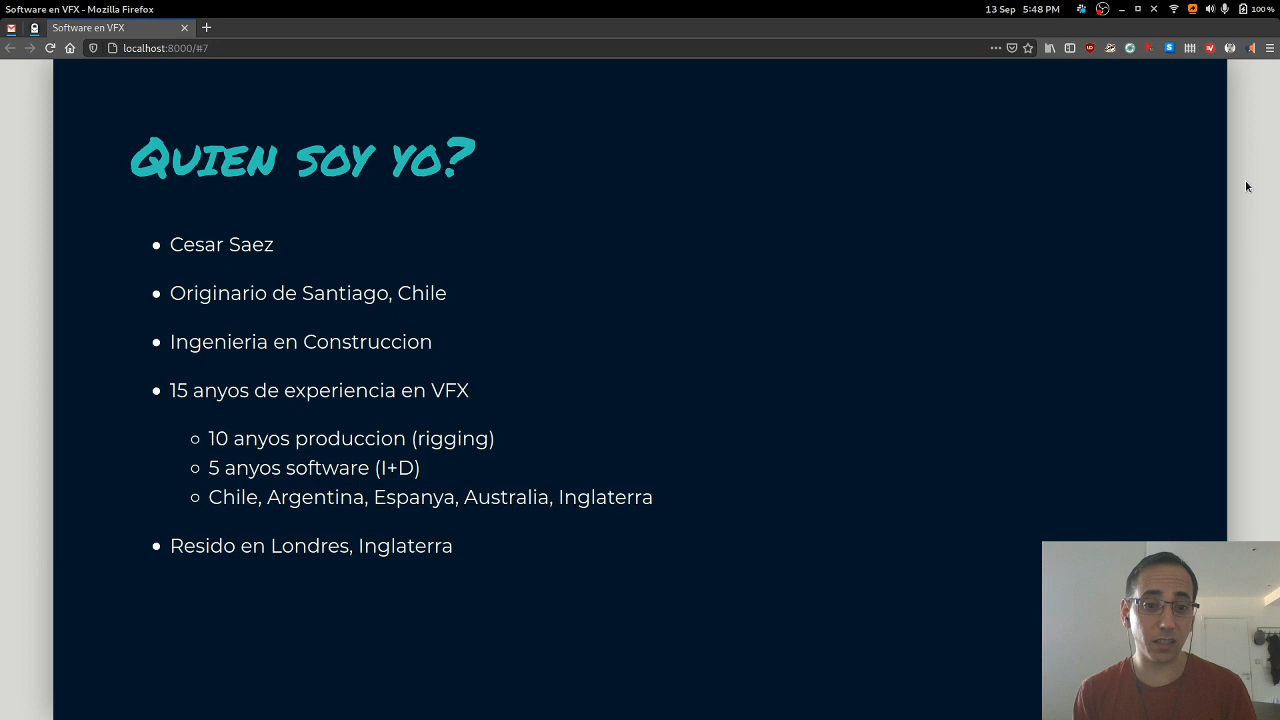 Software en VFX - Mozilla Firefox
13 Sep 5:48 PM
100 %
Software en VFX
localhost:8000/#7
Quien soy yo?
Cesar Saez
Originario de Santiago, Chile
Ingenieria en Construccion
15 anyos de experiencia en VFX
10 anyos produccion (rigging)
5 anyos software (I+D)
Chile, Argentina, Espanya, Australia, Inglaterra
Resido en Londres, Inglaterra